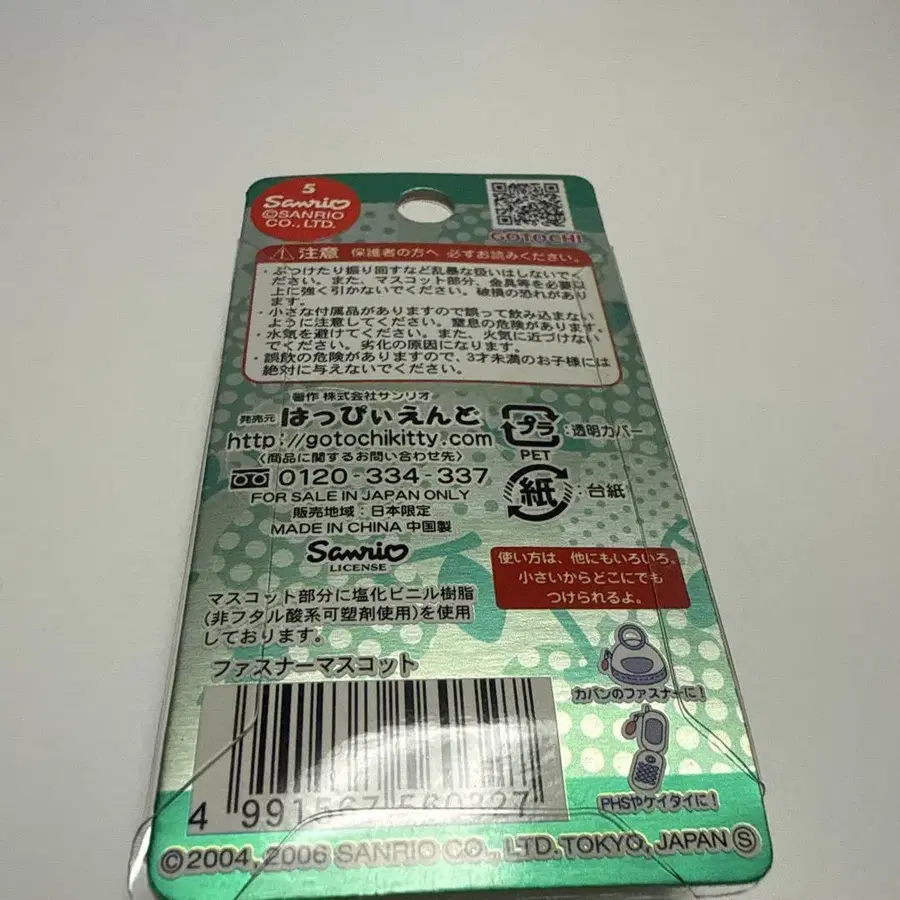 5
Sanrio
©SANRIO
CO., LTD.
GOTOCHI
注意 保護者の方へ 必ずお読みください。
・ぶつけたり振り回すなど乱暴な扱いはしないでく
ださい。また、マスコット部分、金具等を必要以
上に強く引かないでください。破損の恐れがあり
ます。
・小さな付属品がありますので誤って飲み込まない
ように注意してください。窒息の危険があります。
・水気を避けてください。また、火気に近づけない
でください。劣化の原因になります。
・誤飲の危険がありますので、3才未満のお子様には
絶対に与えないでください。
著作 株式会社サンリオ
発売元 はっぴぃえんど
http://gotochikitty.com
〈商品に関するお問い合わせ先〉
0120-334-337
FOR SALE IN JAPAN ONLY
販売地域：日本限定
MADE IN CHINA 中国製
Sanrio
LICENSE
プラ：透明カバー
PET
紙：台紙
マスコット部分に塩化ビニル樹脂
(非フタル酸系可塑剤使用)を使用
しております。
ファスナーマスコット
使い方は、他にもいろいろ。
小さいからどこにでも
つけられるよ。
カバンのファスナーに！
PHSやケイタイに！
4 991567 560327
©2004, 2006 SANRIO CO., LTD. TOKYO, JAPAN Ⓢ